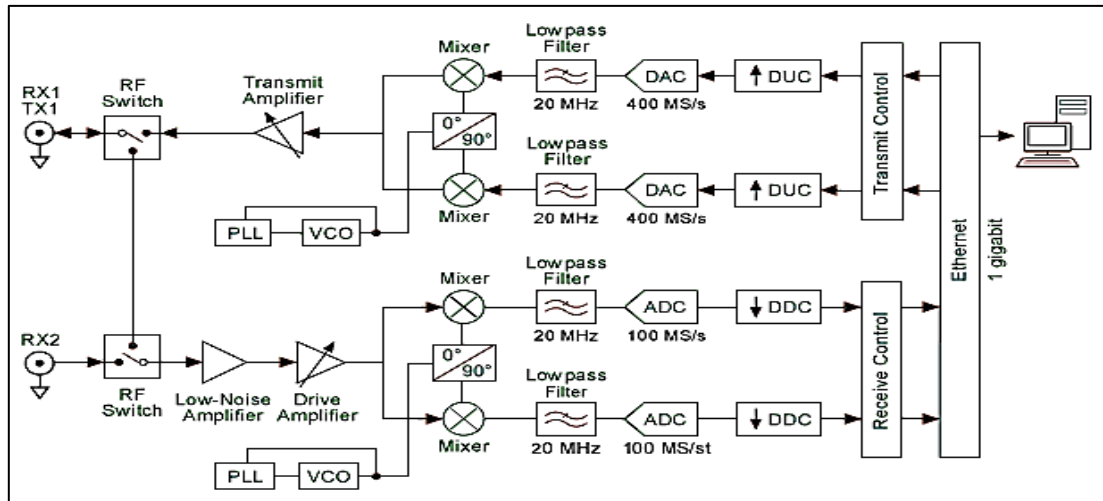 RX1
TX1
RF
Switch
Transmit
Amplifier
Mixer
Lowpass
Filter
20 MHz
DAC
400 MS/s
DUC
Transmit Control
0°
90°
Mixer
Lowpass
Filter
20 MHz
DAC
400 MS/s
DUC
PLL
VCO
Ethernet
1 gigabit
RX2
RF
Switch
Low-Noise
Amplifier
Drive
Amplifier
Mixer
Lowpass
Filter
20 MHz
ADC
100 MS/s
DDC
Receive Control
0°
90°
Mixer
Lowpass
Filter
20 MHz
ADC
100 MS/st
DDC
PLL
VCO